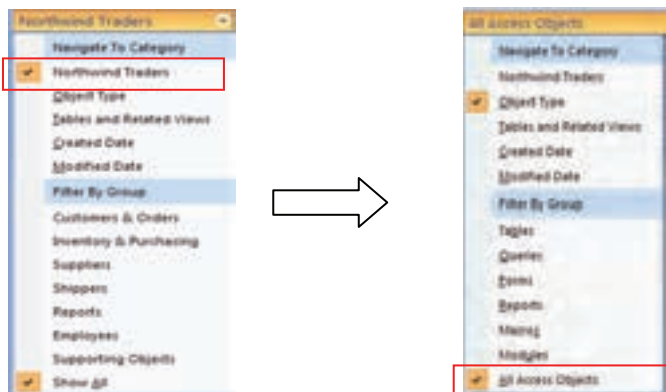 Northwind Traders
Navigate To Category
Northwind Traders
Object Type
Tables and Related Views
Created Date
Modified Date
Filter By Group
Customers & Orders
Inventory & Purchasing
Suppliers
Shippers
Reports
Employees
Supporting Objects
Show All
All Access Objects
Navigate To Category
Northwind Traders
Object Type
Tables and Related Views
Created Date
Modified Date
Filter By Group
Tables
Queries
Forms
Reports
Macros
Modules
All Access Objects